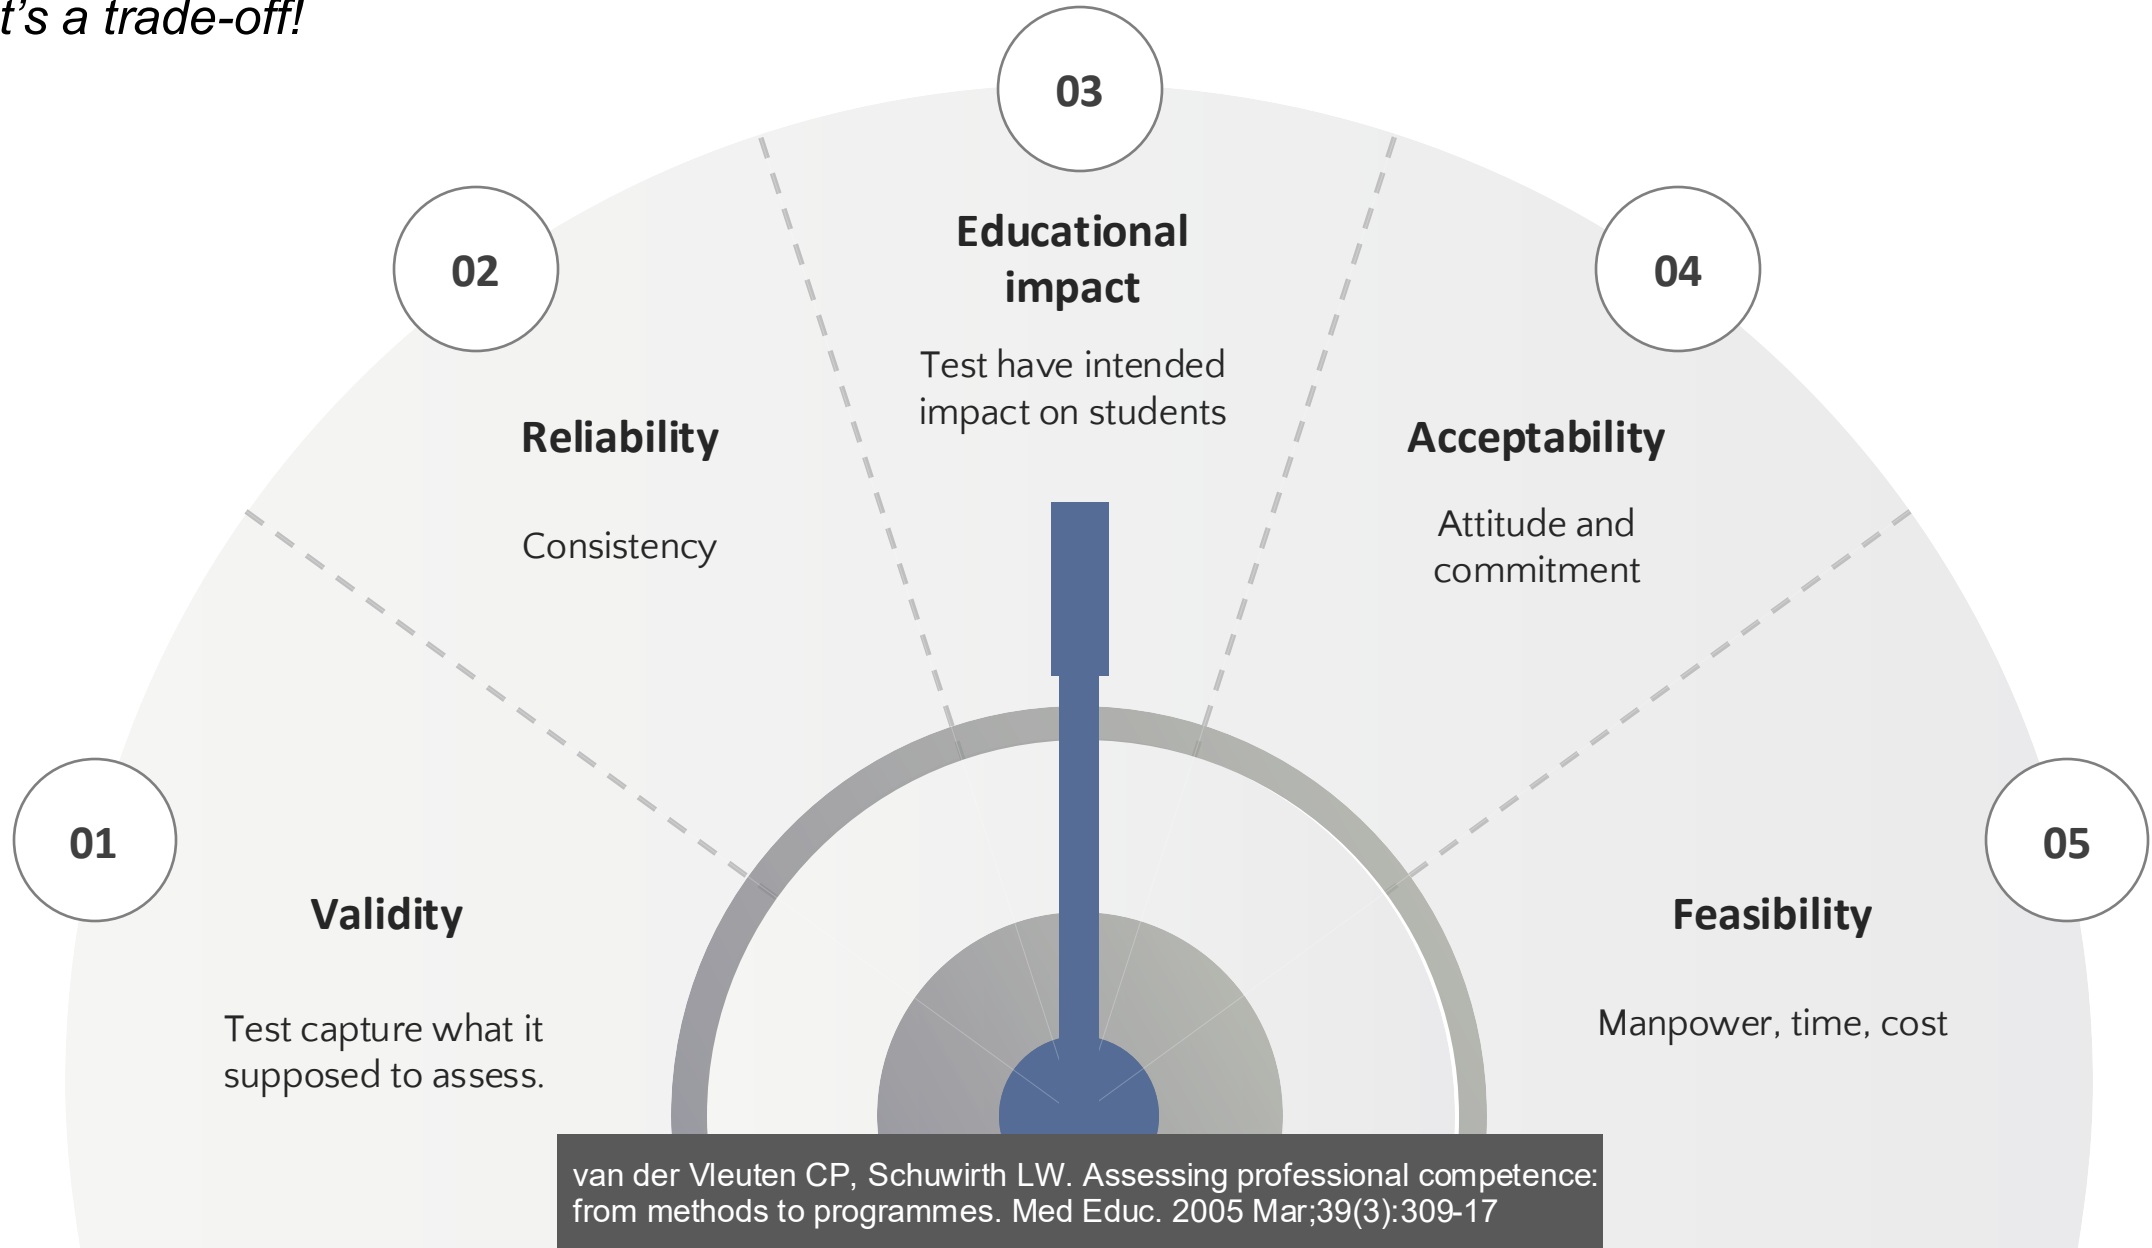 t's a trade-off!
01
Validity
Test capture what it
supposed to assess.
02
Reliability
Consistency
03
Educational
impact
Test have intended
impact on students
04
Acceptability
Attitude and
commitment
05
Feasibility
Manpower, time, cost
van der Vleuten CP, Schuwirth LW. Assessing professional competence:
from methods to programmes. Med Educ. 2005 Mar;39(3):309-17